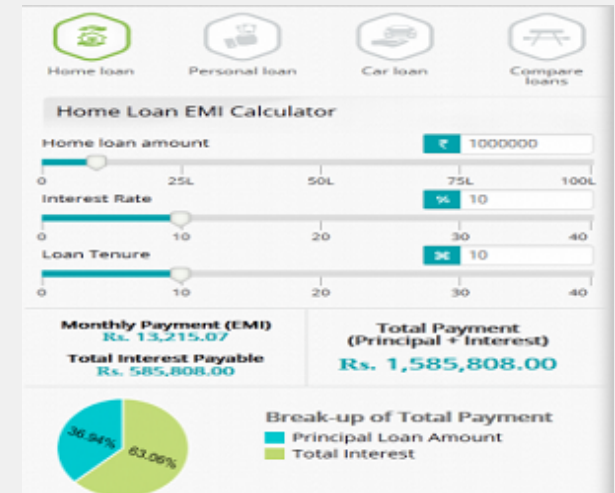 Home loan
Personal loan
Car loan
Compare
loans
Home Loan EMI Calculator
Home loan amount
₹ 1000000
0 25L 50L 75L 100L
Interest Rate
% 10
0 10 20 30 40
Loan Tenure
10
0 10 20 30 40
Monthly Payment (EMI)
Rs. 13,215.07
Total Interest Payable
Rs. 585,808.00
Total Payment
(Principal + Interest)
Rs. 1,585,808.00
36.94%
63.06%
Break-up of Total Payment
Principal Loan Amount
Total Interest